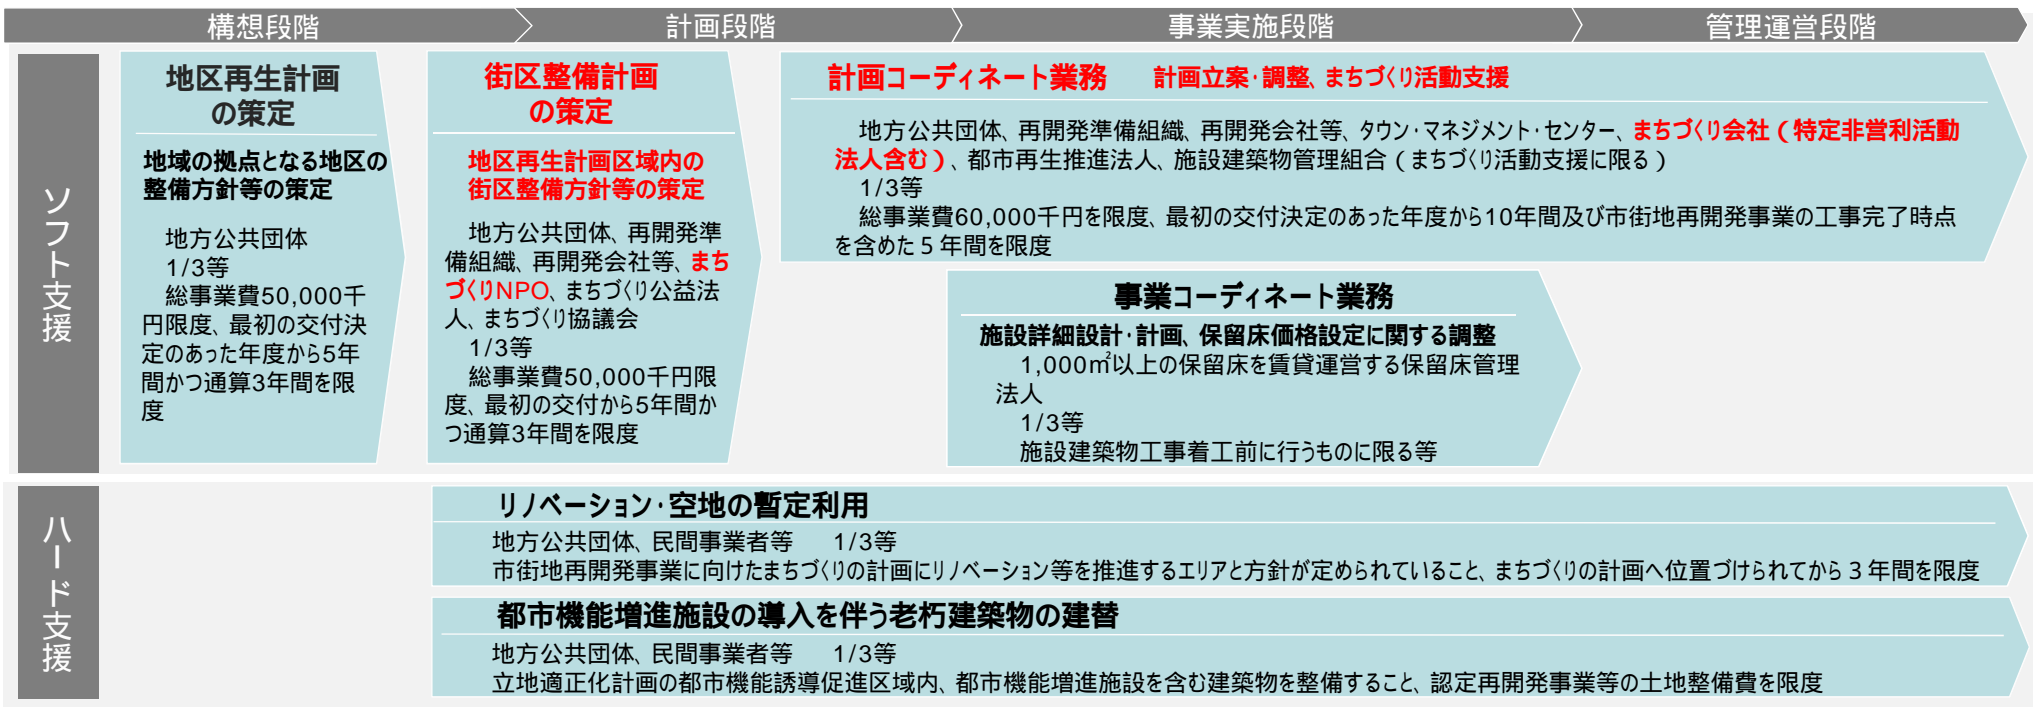 構想段階
計画段階
事業実施段階
管理運営段階
ソフト支援
地区再生計画
の策定
地域の拠点となる地区の
整備方針等の策定
地方公共団体
1/3等
総事業費50,000千
円限度、最初の交付決
定のあった年度から5年
間かつ通算3年間を限
度
街区整備計画
の策定
地区再生計画区域内の
街区整備方針等の策定
地方公共団体、再開発準
備組織、再開発会社等、まち
づくりNPO、まちづくり公益法
人、まちづくり協議会
1/3等
総事業費50,000千円限
度、最初の交付から5年間か
つ通算3年間を限度
計画コーディネート業務 計画立案・調整、まちづくり活動支援
地方公共団体、再開発準備組織、再開発会社等、タウン・マネジメント・センター、まちづくり会社（特定非営利活動
法人含む）、都市再生推進法人、施設建築物管理組合（まちづくり活動支援に限る）
1/3等
総事業費60,000千円を限度、最初の交付決定のあった年度から10年間及び市街地再開発事業の工事完了時点
を含めた５年間を限度
事業コーディネート業務
施設詳細設計・計画、保留床価格設定に関する調整
1,000㎡以上の保留床を賃貸運営する保留床管理
法人
1/3等
施設建築物工事着工前に行うものに限る等
ハード支援
リノベーション・空地の暫定利用
地方公共団体、民間事業者等 1/3等
市街地再開発事業に向けたまちづくりの計画にリノベーション等を推進するエリアと方針が定められていること、まちづくりの計画へ位置づけられてから３年間を限度
都市機能増進施設の導入を伴う老朽建築物の建替
地方公共団体、民間事業者等 1/3等
立地適正化計画の都市機能誘導促進区域内、都市機能増進施設を含む建築物を整備すること、認定再開発事業等の土地整備費を限度